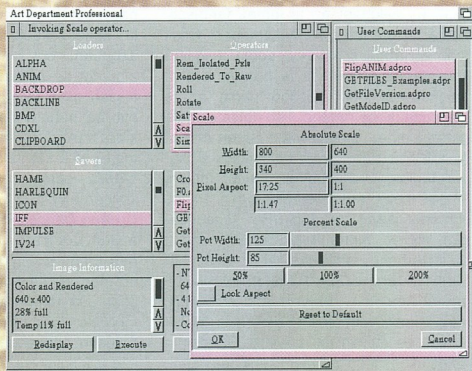 Art Department Professional
Invoking Scale operator...
Loaders
ALPHA
ANIM
BACKDROP
BACKLINE
BMP
CDXL
CLIPBOARD
Savers
HAME
HARLEQUIN
ICON
IFF
IMPULSE
IV24
Image Information
Color and Rendered
640 x 400
28% full
Temp 11% full
Redisplay
Execute
Operators
Rem_Isolated_Pxls
Rendered_To_Raw
Roll
Rotate
User Commands
User Commands
FlipANIM.adpro
GETFILES_Examples.adpr
GetFileVersion.adpro
GetModeID.adpro
Scale
Absolute Scale
Width: 800 640
Height: 340 400
Pixel Aspect: 17:25 1:1
1:1.47 1:1.00
Percent Scale
Pct Width: 125
Pct Height: 85
50% 100% 200%
Lock Aspect
Reset to Default
OK
Cancel